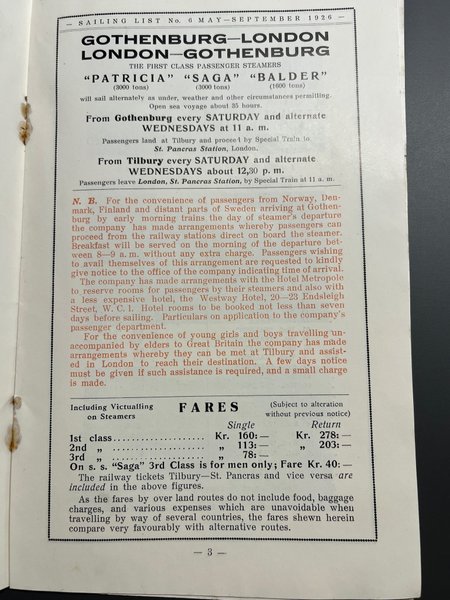 — SAILING LIST No. 6 MAY—SEPTEMBER 1926 —
GOTHENBURG—LONDON
LONDON—GOTHENBURG
THE FIRST CLASS PASSENGER STEAMERS
"PATRICIA" "SAGA" "BALDER"
(3000 tons) (3000 tons) (1600 tons)
will sail alternately as under, weather and other circumstances permitting.
Open sea voyage about 35 hours.
From Gothenburg every SATURDAY and alternate
WEDNESDAYS at 11 a. m.
Passengers land at Tilbury and proceed by Special Train to
St. Pancras Station, London.
From Tilbury every SATURDAY and alternate
WEDNESDAYS about 12,30 p. m.
Passengers leave London, St. Pancras Station, by Special Train at 11 a. m.
N. B. For the convenience of passengers from Norway, Den-
mark, Finland and distant parts of Sweden arriving at Gothen-
burg by early morning trains the day of steamer's departure
the company has made arrangements whereby passengers can
proceed from the railway stations direct on board the steamer.
Breakfast will be served on the morning of the departure bet-
ween 8—9 a. m. without any extra charge. Passengers wishing
to avail themselves of this arrangement are requested to kindly
give notice to the office of the company indicating time of arrival.
The company has made arrangements with the Hotel Metropole
to reserve rooms for passengers by their steamers and also with
a less expensive hotel, the Westway Hotel, 20—23 Endsleigh
Street, W. C. 1. Hotel rooms to be booked not less than seven
days before sailing. Particulars on application to the company's
passenger department.
For the convenience of young girls and boys travelling un-
accompanied by elders to Great Britain the company has made
arrangements whereby they can be met at Tilbury and assist-
ed in London to reach their destination. A few days notice
must be given if such assistance is required, and a small charge
is made.
Including Victualling on Steamers FARES (Subject to alteration without previous notice)
Single Return
1st class ..................... Kr. 160: — Kr. 278: —
2nd „ ..................... „ 113: — „ 203: —
3rd „ ..................... „ 78: —
On s. s. "Saga" 3rd Class is for men only; Fare Kr. 40: —
The railway tickets Tilbury—St. Pancras and vice versa are
included in the above figures.
As the fares by over land routes do not include food, baggage
charges, and various expenses which are unavoidable when
travelling by way of several countries, the fares shewn herein
compare very favourably with alternative routes.
— 3 —